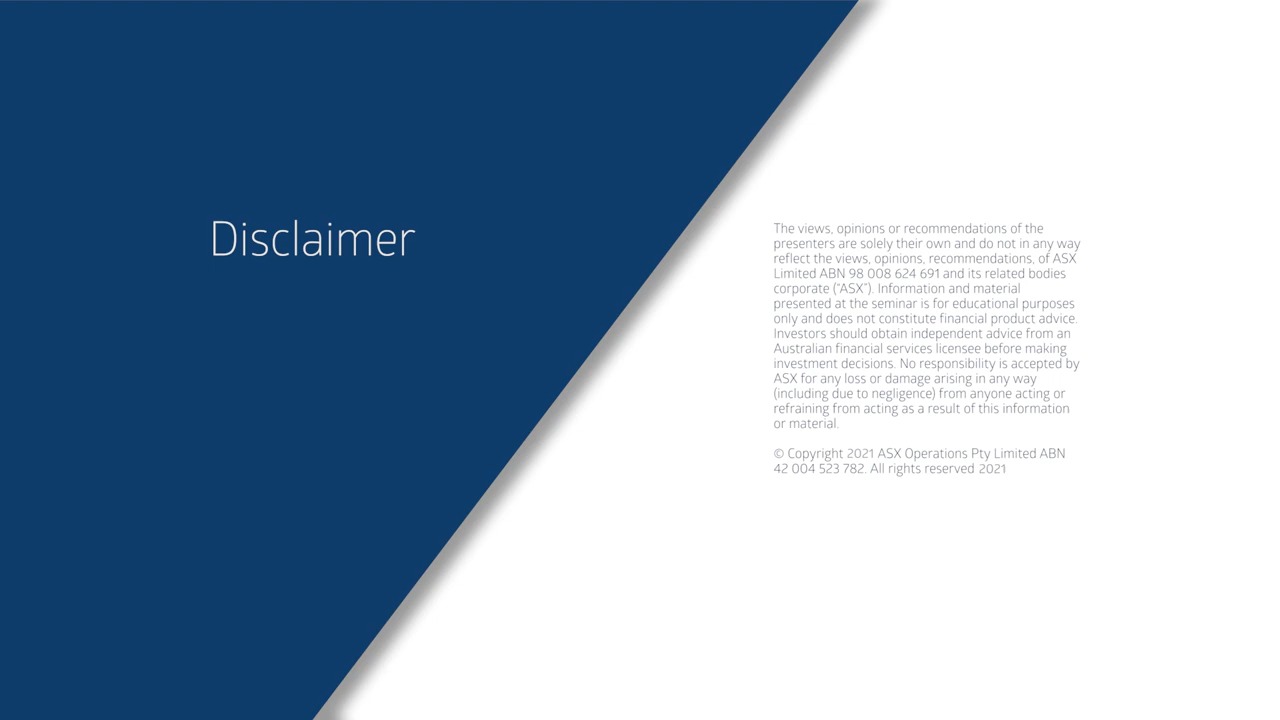 Disclaimer
The views, opinions or recommendations of the
presenters are solely their own and do not in any way
reflect the views, opinions, recommendations, of ASX
Limited ABN 98 008 624 691 and its related bodies
corporate (“ASX”). Information and material
presented at the seminar is for educational purposes
only and does not constitute financial product advice.
Investors should obtain independent advice from an
Australian financial services licensee before making
investment decisions. No responsibility is accepted by
ASX for any loss or damage arising in any way
(including due to negligence) from anyone acting or
refraining from acting as a result of this information
or material.
© Copyright 2021 ASX Operations Pty Limited ABN
42 004 523 782. All rights reserved 2021